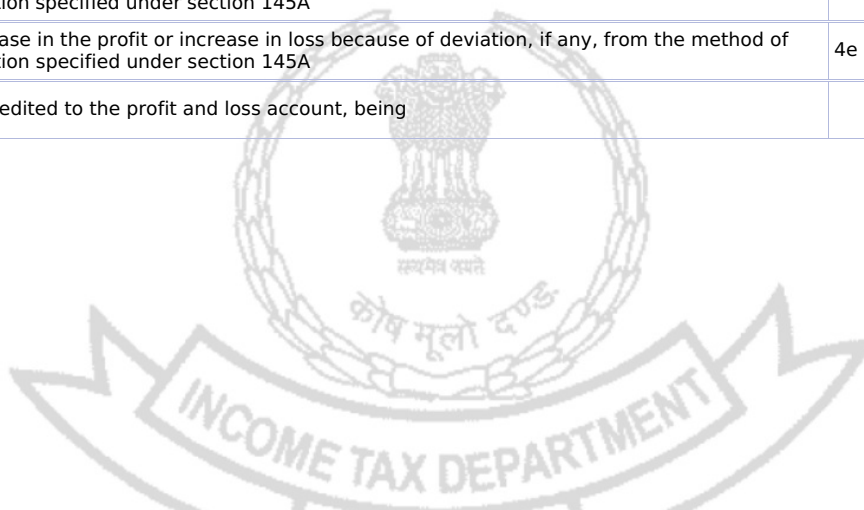 tion specified under section 145A
ase in the profit or increase in loss because of deviation, if any, from the method of
tion specified under section 145A
4e
edited to the profit and loss account, being
सत्यमेव जयते
कोष मूलो दण्डः
INCOME TAX DEPARTMENT